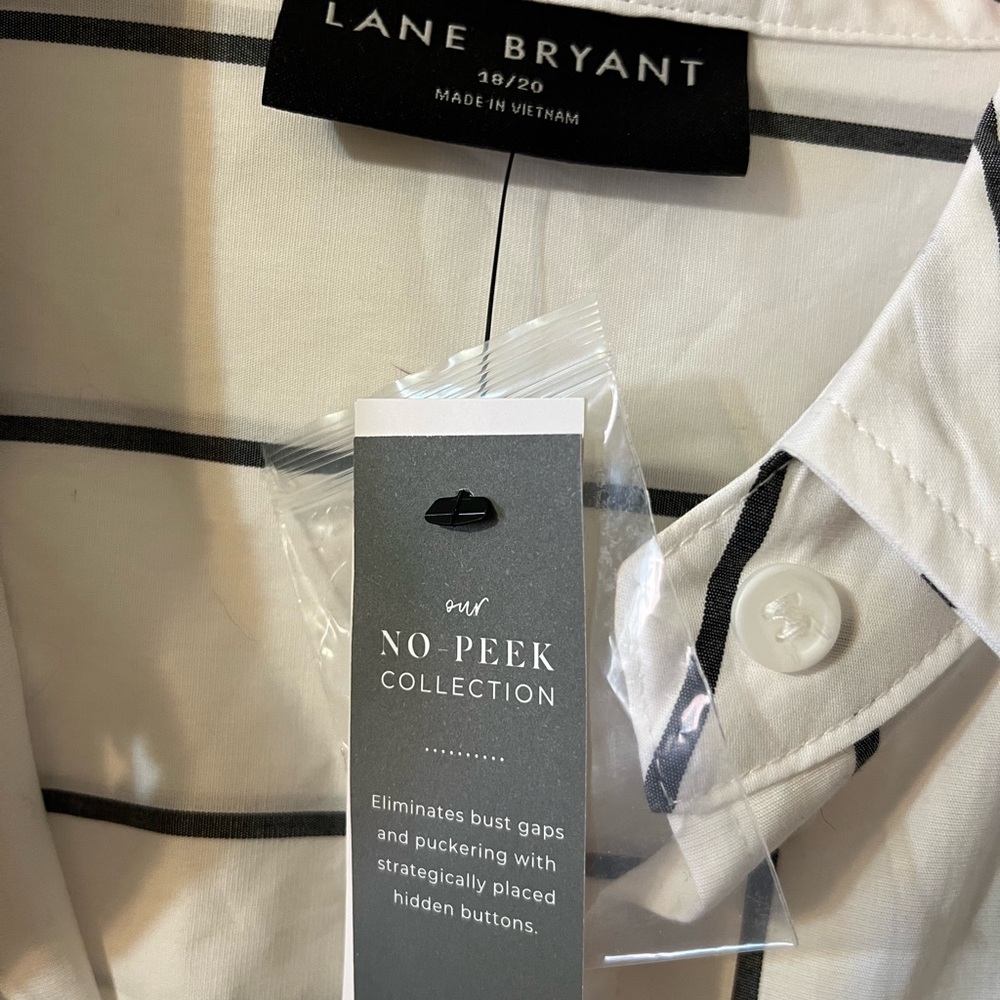 LANE BRYANT
18/20
MADE IN VIETNAM
our
NO-PEEK
COLLECTION
Eliminates bust gaps
and puckering with
strategically placed
hidden buttons.